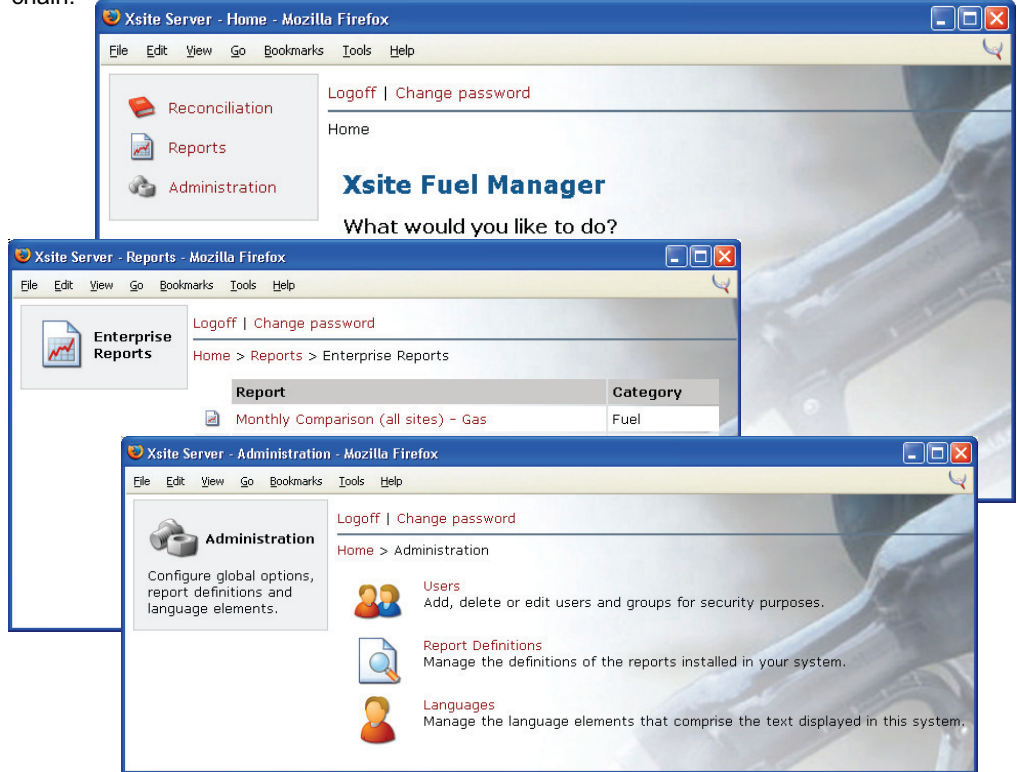 chain.
Xsite Server - Home - Mozilla Firefox
File Edit View Go Bookmarks Tools Help
Reconciliation
Reports
Administration
Logoff | Change password
Home
Xsite Fuel Manager
What would you like to do?
Xsite Server - Reports - Mozilla Firefox
File Edit View Go Bookmarks Tools Help
Enterprise
Reports
Logoff | Change password
Home > Reports > Enterprise Reports
Report Category
Monthly Comparison (all sites) – Gas Fuel
Xsite Server - Administration - Mozilla Firefox
File Edit View Go Bookmarks Tools Help
Administration
Configure global options,
report definitions and
language elements.
Logoff | Change password
Home > Administration
Users
Add, delete or edit users and groups for security purposes.
Report Definitions
Manage the definitions of the reports installed in your system.
Languages
Manage the language elements that comprise the text displayed in this system.